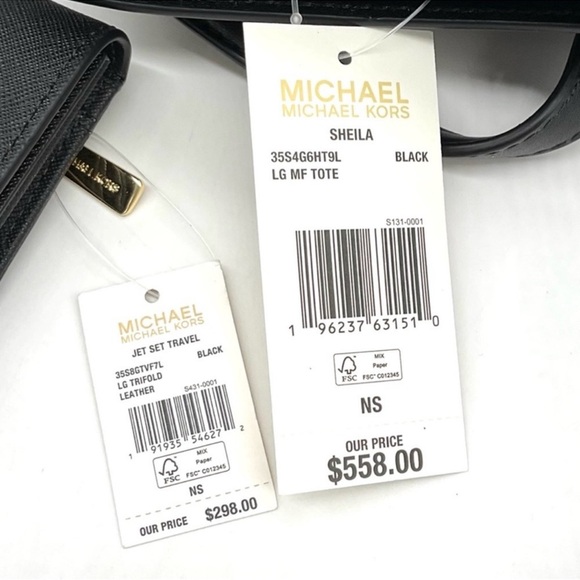 MICHAEL
MICHAEL KORS
SHEILA
35S4G6HT9L BLACK
LG MF TOTE
S131-0001
1 96237 63151 0
MIX
Paper
FSC FSC® C012345
NS
OUR PRICE
$558.00
MICHAEL
MICHAEL KORS
JET SET TRAVEL
35S8GTVF7L BLACK
LG TRIFOLD
LEATHER
S431-0001
1 91935 54627 2
MIX
Paper
FSC FSC® C012345
NS
OUR PRICE $298.00